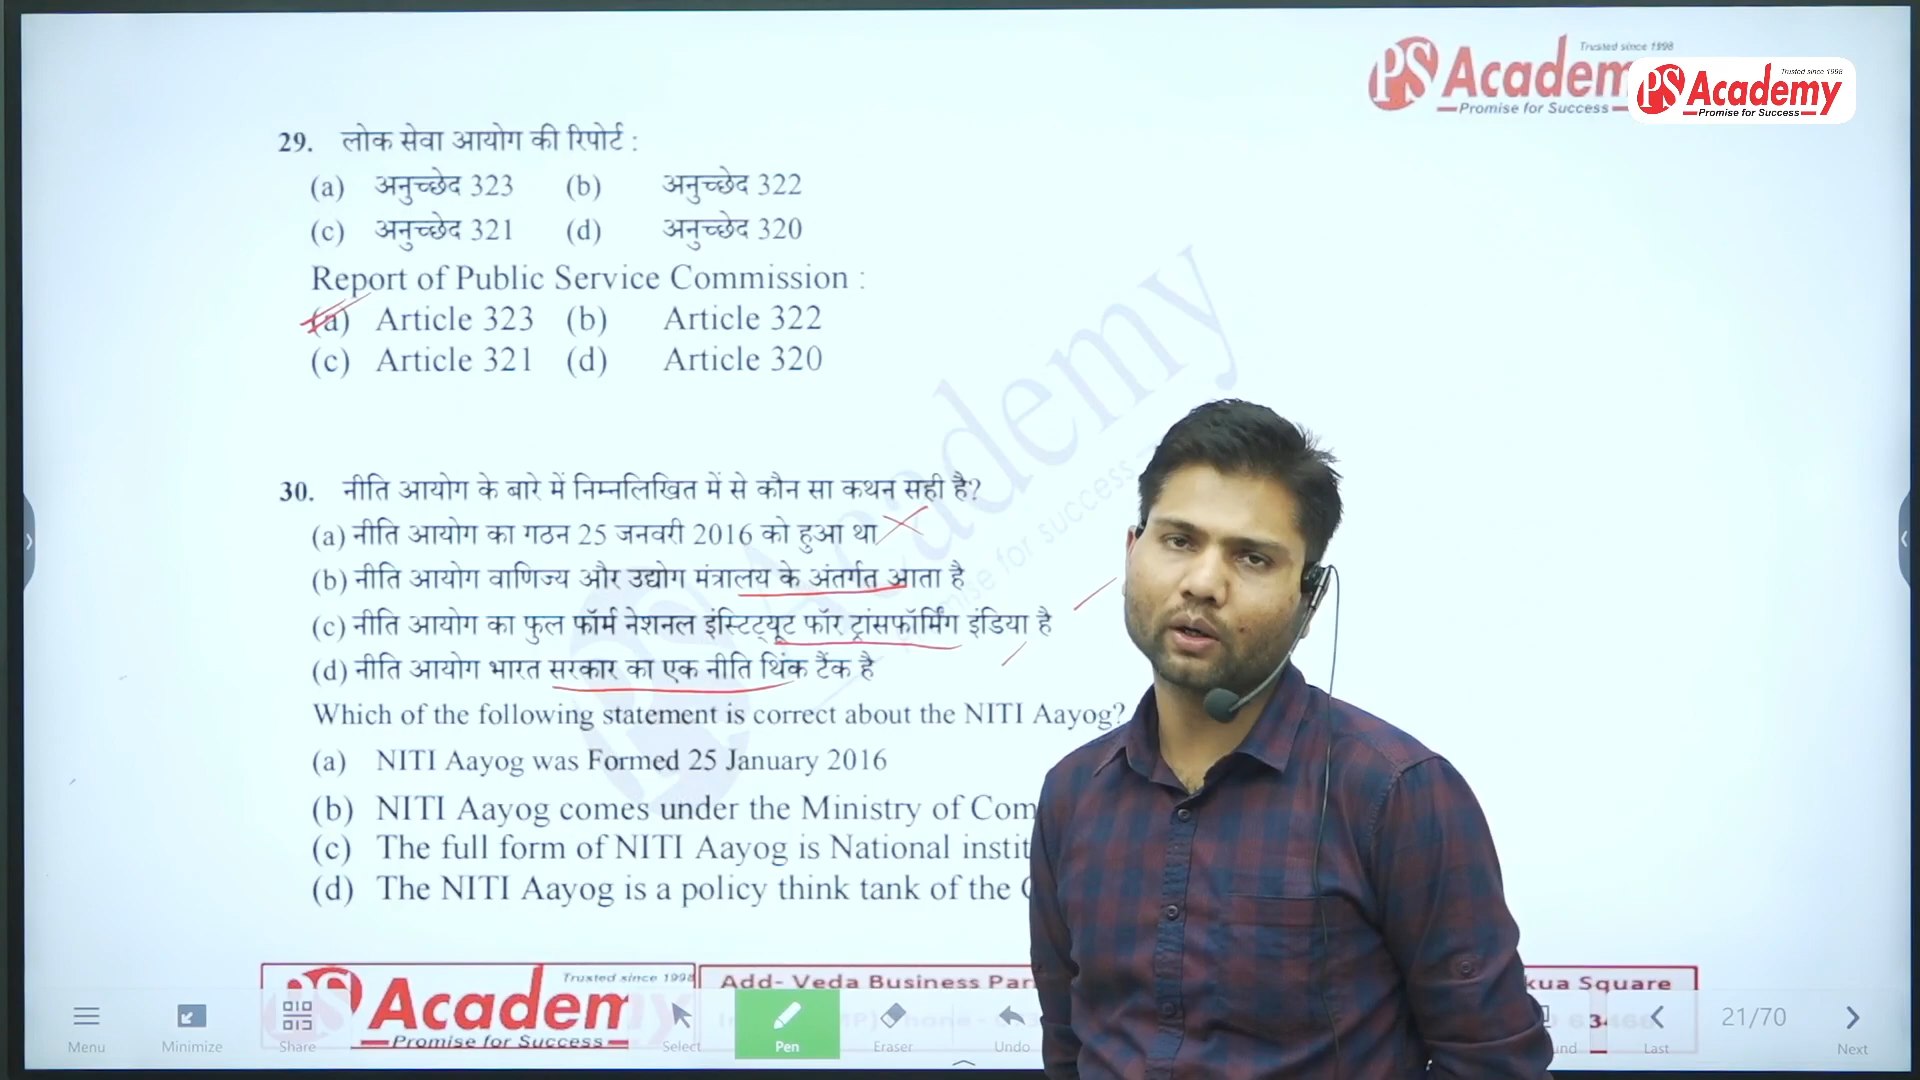 Trusted since 1998
PS Academ
Promise for Success
Trusted since 1998
PS Academy
Promise for Success
29. लोक सेवा आयोग की रिपोर्ट :
(a) अनुच्छेद 323 (b) अनुच्छेद 322
(c) अनुच्छेद 321 (d) अनुच्छेद 320
Report of Public Service Commission :
(a) Article 323 (b) Article 322
(c) Article 321 (d) Article 320
30. नीति आयोग के बारे में निम्नलिखित में से कौन सा कथन सही है?
(a) नीति आयोग का गठन 25 जनवरी 2016 को हुआ था
(b) नीति आयोग वाणिज्य और उद्योग मंत्रालय के अंतर्गत आता है
(c) नीति आयोग का फुल फॉर्म नेशनल इंस्टिट्यूट फॉर ट्रांसफॉर्मिंग इंडिया है
(d) नीति आयोग भारत सरकार का एक नीति थिंक टैंक है
Which of the following statement is correct about the NITI Aayog?
(a) NITI Aayog was Formed 25 January 2016
(b) NITI Aayog comes under the Ministry of Com
(c) The full form of NITI Aayog is National instit
(d) The NITI Aayog is a policy think tank of the
PS Academy
for success
Trusted since 1998
PS Academy
Promise for Success
Add- Veda Business Par
kua Square
Menu Minimize Share Select Pen Eraser Undo Last 21/70 Next